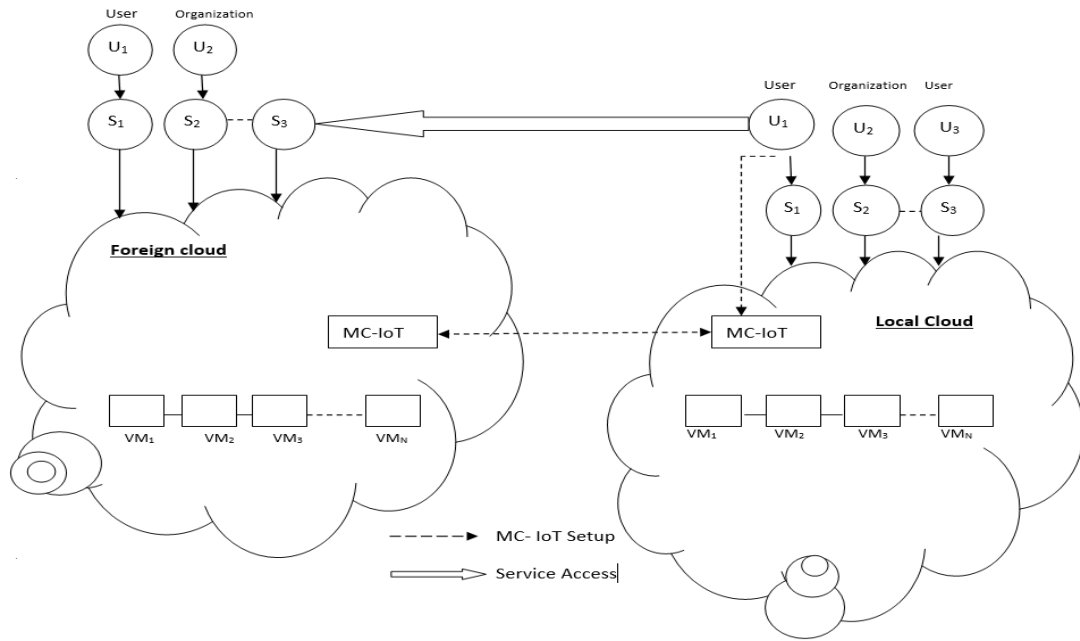 User Organization
U₁ U₂
User Organization User
U₁ U₂ U₃
S₁ S₂ S₃
S₁ S₂ S₃
Foreign cloud
Local Cloud
MC-IoT MC-IoT
VM₁ VM₂ VM₃ VMₙ
VM₁ VM₂ VM₃ VMₙ
MC- IoT Setup
Service Access